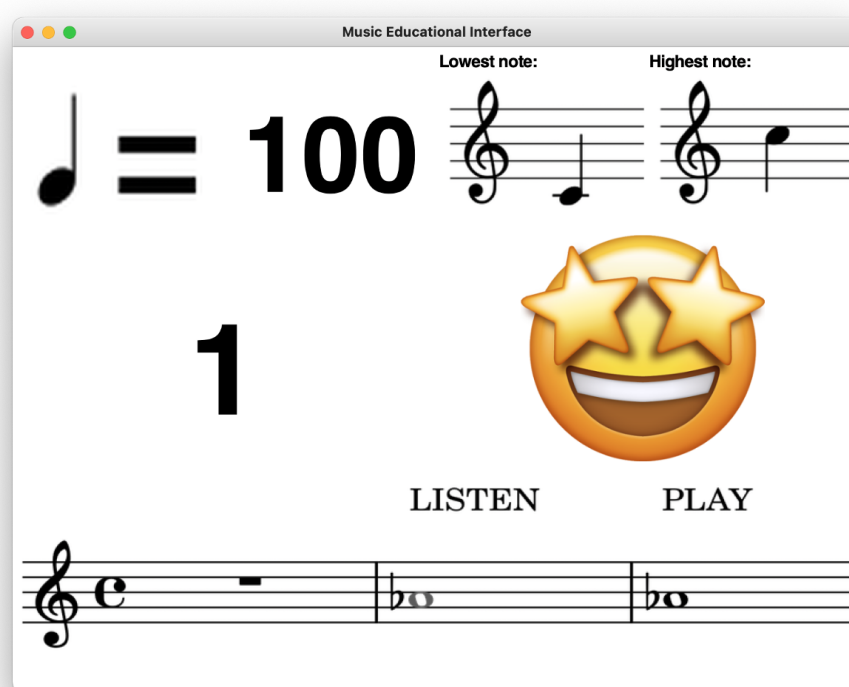 Music Educational Interface
Lowest note: Highest note:
= 100
1
LISTEN PLAY